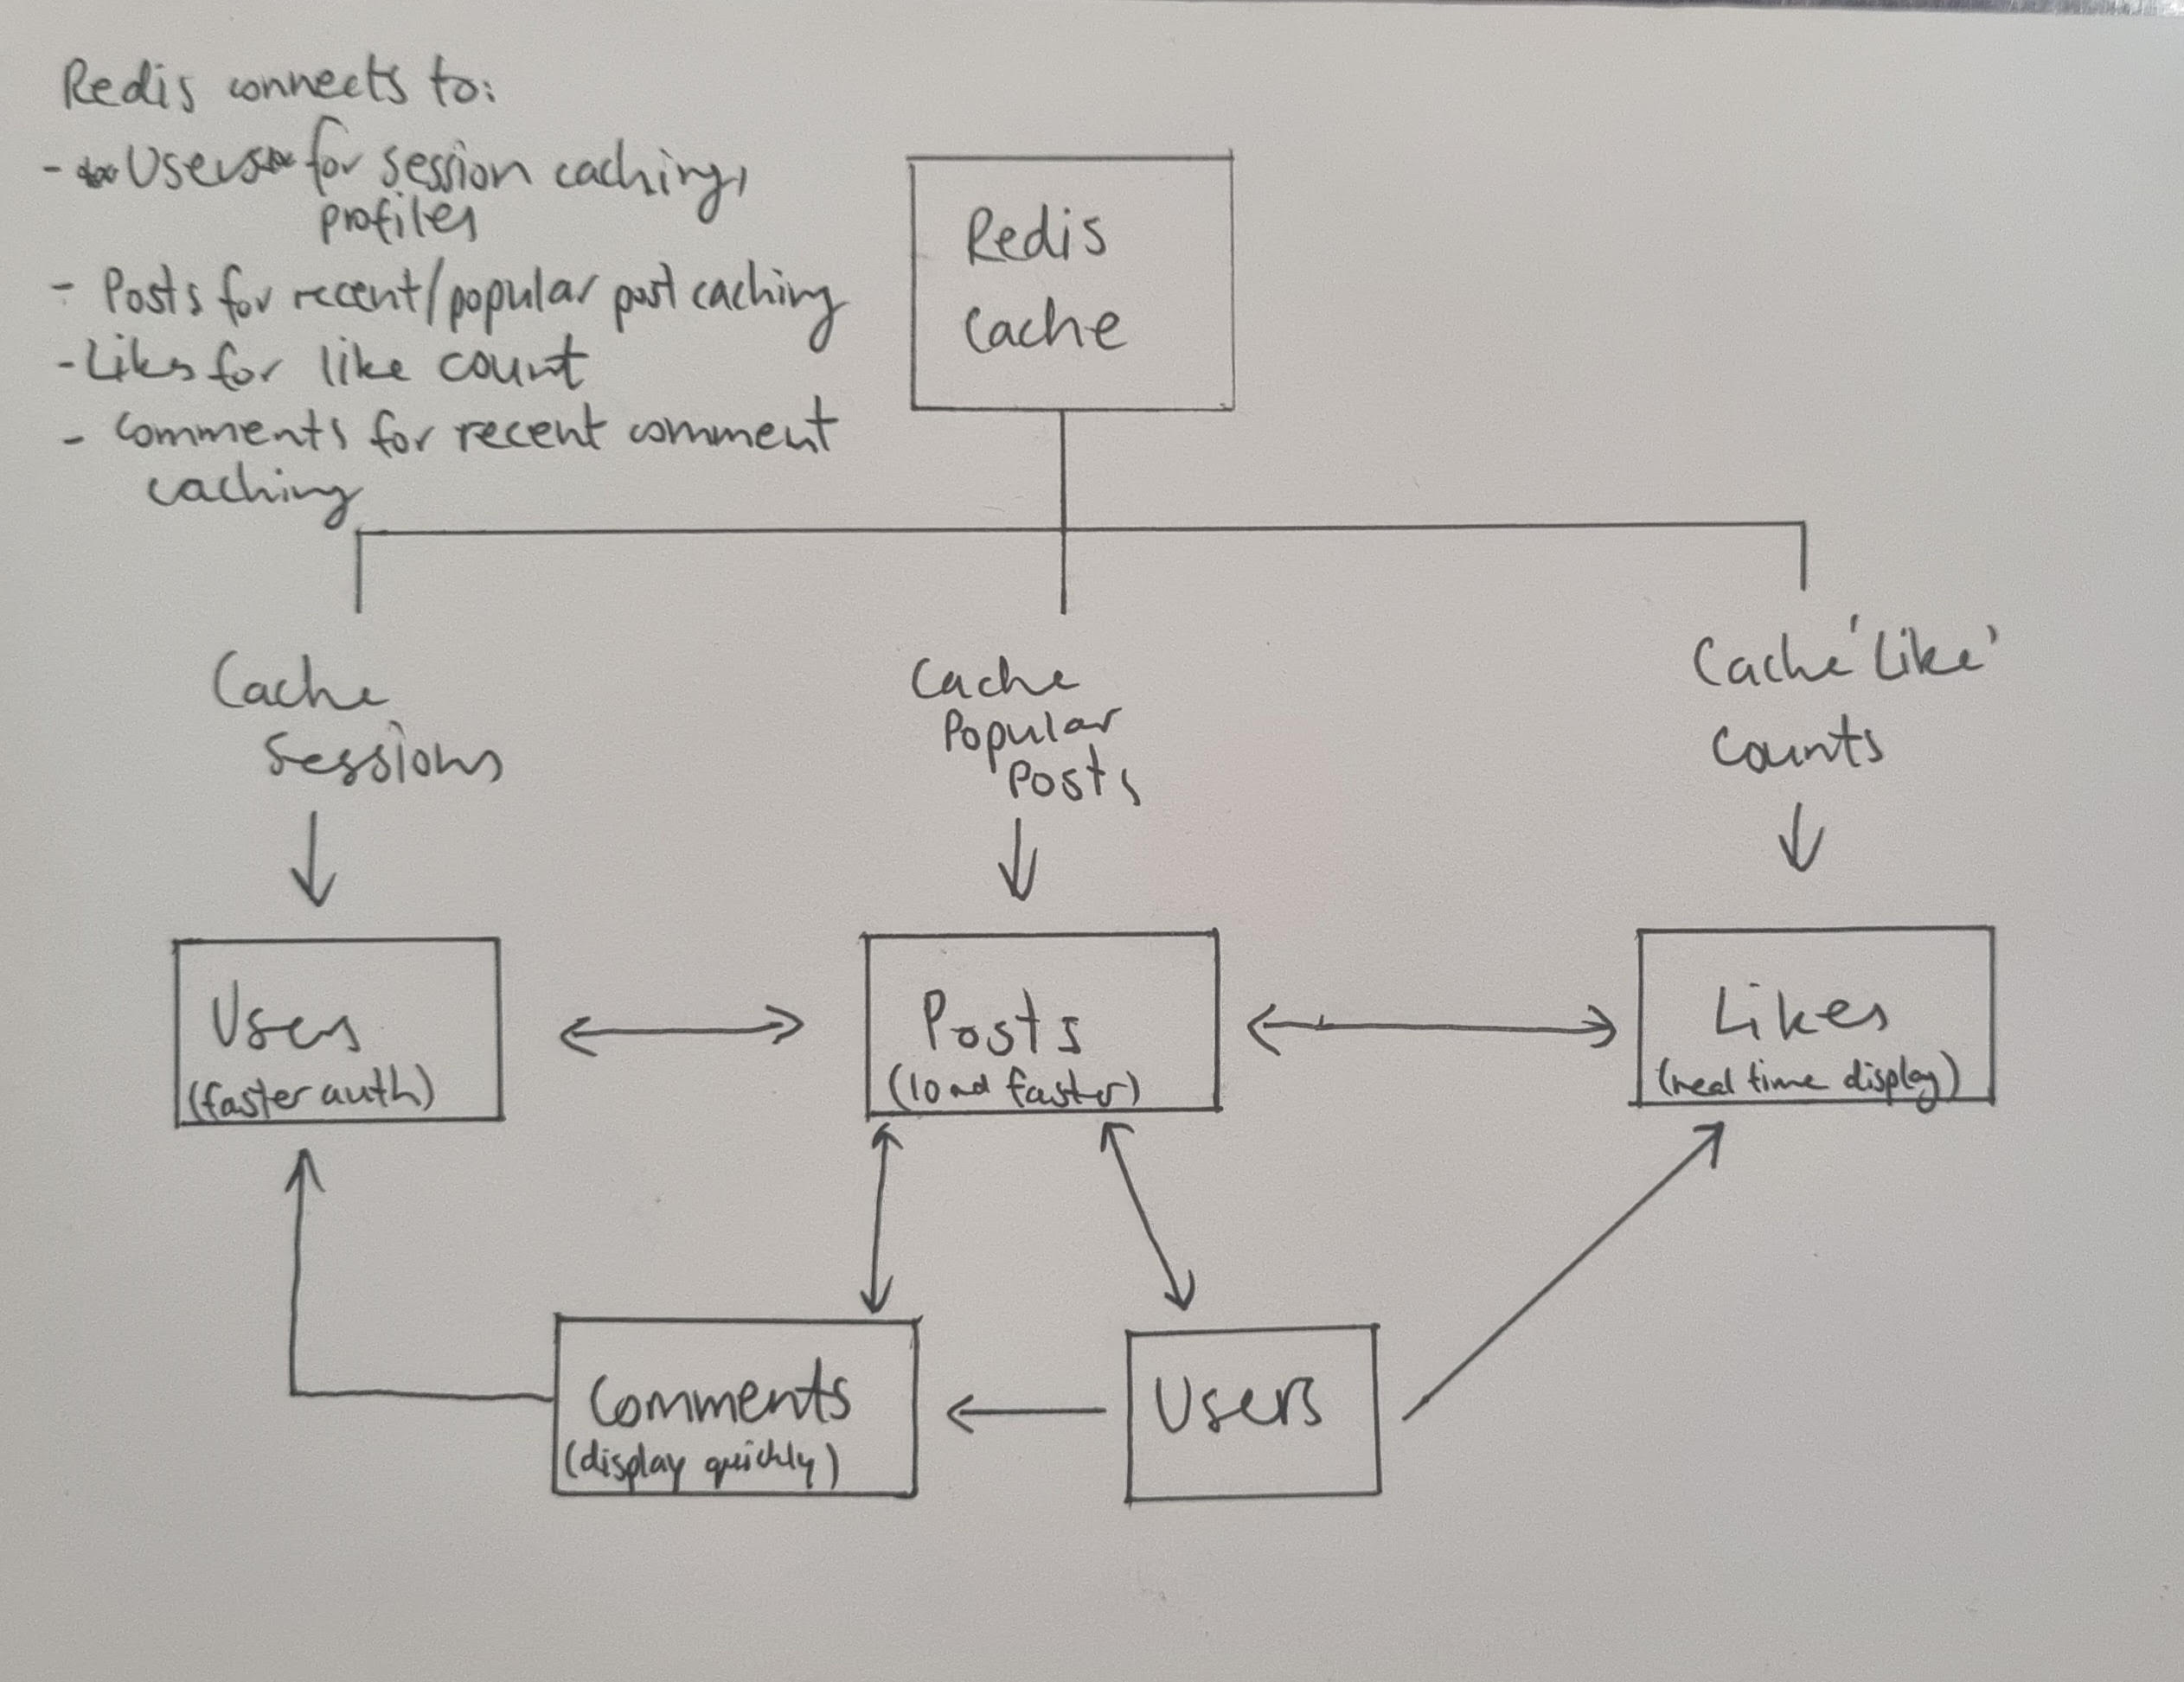 Redis connects to:
- Users for session caching,
profiles
- Posts for recent/popular post caching
- Likes for like count
- Comments for recent comment
caching
Redis
Cache
Cache
Sessions
Cache
Popular
Posts
Cache 'Like'
Counts
Users
(faster auth)
Posts
(load faster)
Likes
(real time display)
Comments
(display quickly)
Users